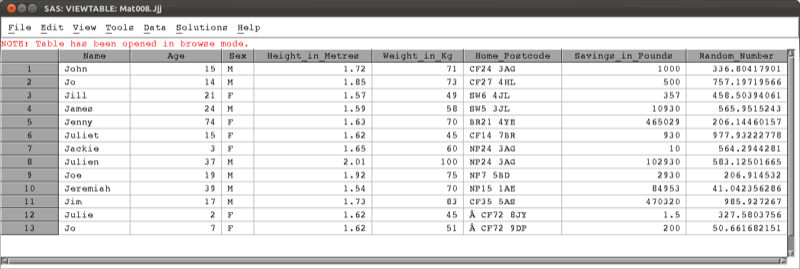 SAS: VIEWTABLE: Mat008.Jjj
File Edit View Tools Data Solutions Help
NOTE: Table has been opened in browse mode.
Name Age Sex Height_in_Metres Weight_in_Kg Home_Postcode Savings_in_Pounds Random_Number
1 John 15 M 1.72 71 CF24 3AG 1000 336.80417901
2 Jo 14 M 1.85 73 CF27 4HL 500 757.19719566
3 Jill 21 F 1.57 49 SW6 4JL 357 458.50394061
4 James 24 M 1.59 58 SW5 3JL 10930 565.9515243
5 Jenny 74 F 1.63 70 BR21 4YE 465029 206.14460157
6 Juliet 15 F 1.62 45 CF14 7BR 930 977.93222778
7 Jackie 3 F 1.65 60 NP24 3AG 10 564.2944281
8 Julien 37 M 2.01 100 NP24 3AG 102930 583.12501665
9 Joe 19 M 1.92 75 NP7 5BD 2930 206.914532
10 Jeremiah 39 M 1.54 70 NP15 1AE 84953 41.042356286
11 Jim 17 M 1.73 83 CF35 5AS 470320 985.927267
12 Julie 2 F 1.62 45 Â CF72 8JY 1.5 327.5803756
13 Jo 7 F 1.62 51 Â CF72 9DP 200 50.661682151